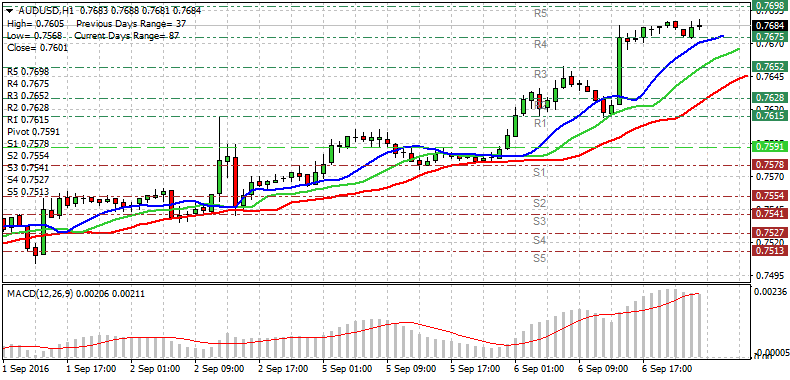 AUDUSD,H1 0.7683 0.7688 0.7681 0.7684
High= 0.7605 Previous Days Range= 37
Low= 0.7568 Current Days Range= 87
Close= 0.7601
R5 0.7698
R4 0.7675
R3 0.7652
R2 0.7628
R1 0.7615
Pivot 0.7591
S1 0.7578
S2 0.7554
S3 0.7541
S4 0.7527
S5 0.7513
R5
R4
R3
R1
S1
S2
S3
S4
S5
0.7698
0.7684
0.7675
0.7670
0.7652
0.7645
0.7628
0.7615
0.7591
0.7578
0.7570
0.7554
0.7541
0.7527
0.7520
0.7513
0.7495
MACD(12,26,9) 0.00206 0.00211
0.00236
-0.00005
1 Sep 2016
1 Sep 17:00
2 Sep 01:00
2 Sep 09:00
2 Sep 17:00
5 Sep 01:00
5 Sep 09:00
5 Sep 17:00
6 Sep 01:00
6 Sep 09:00
6 Sep 17:00